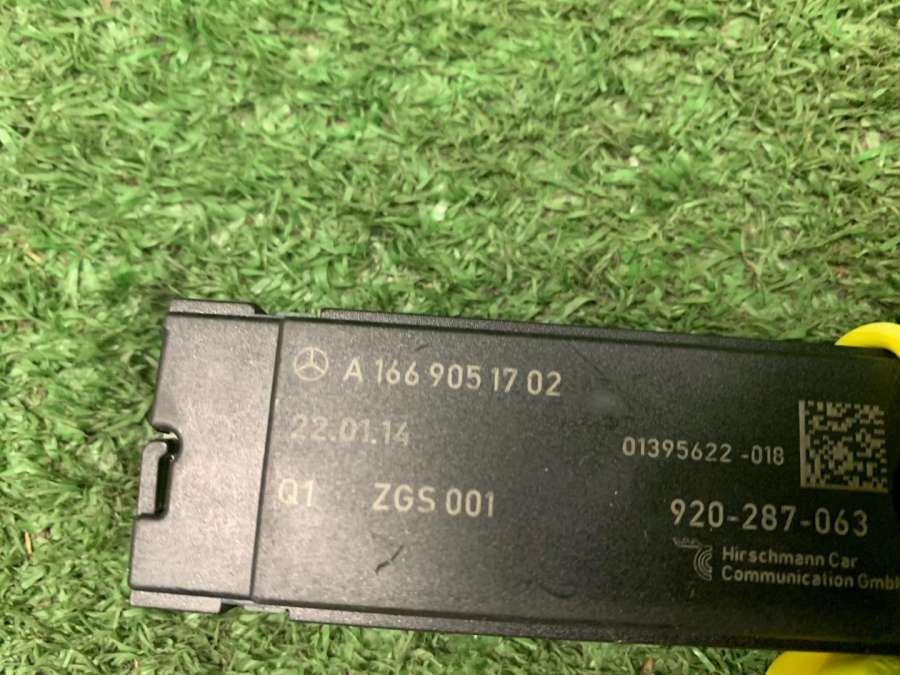 A 166 905 17 02
22.01.14
01395622 -018
Q1 ZGS 001
920-287-063
Hirschmann Car
Communication GmbH